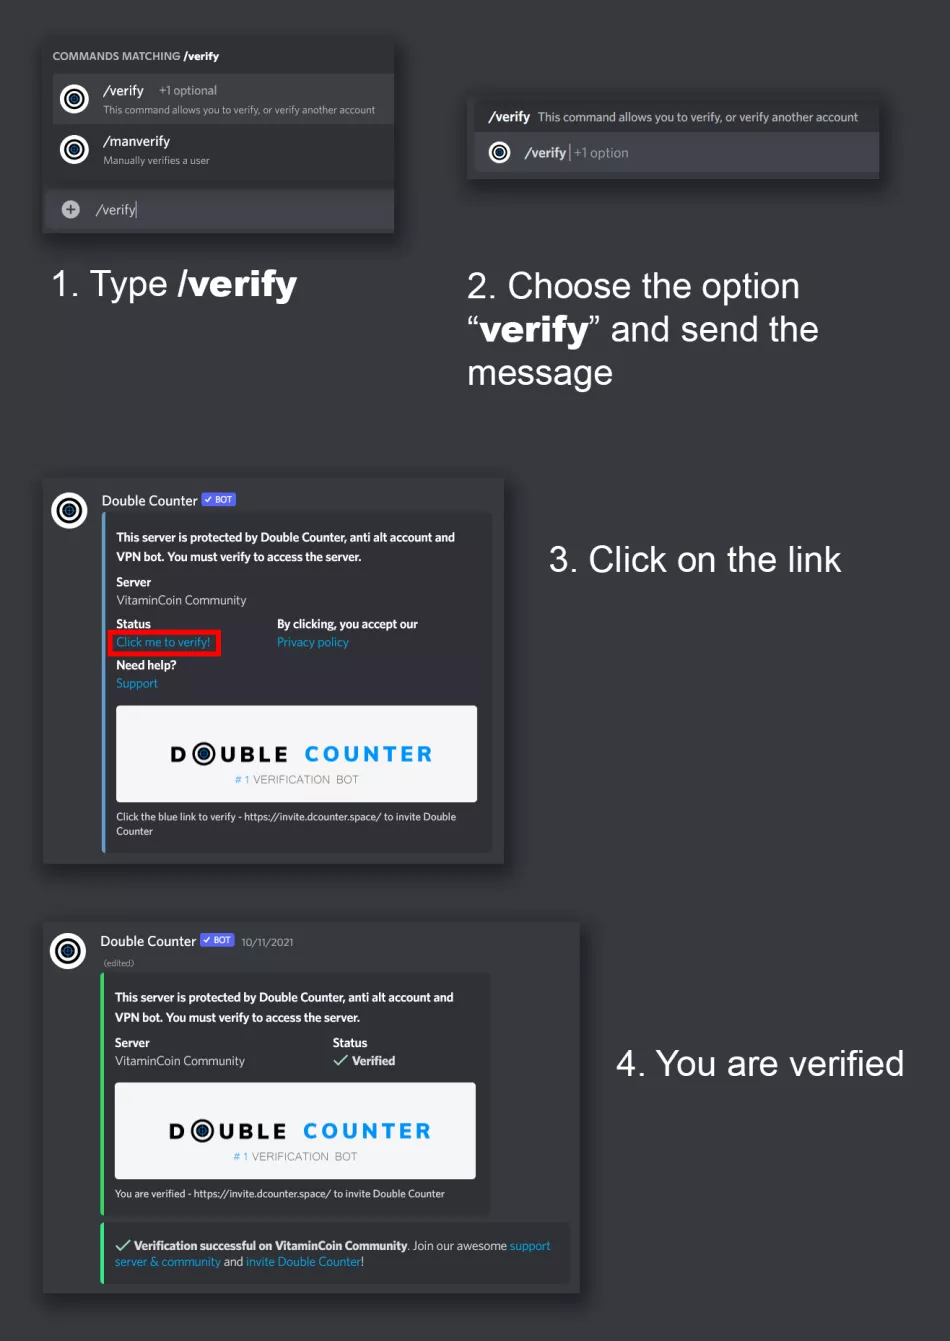 COMMANDS MATCHING /verify
/verify +1 optional
This command allows you to verify, or verify another account
/manverify
Manually verifies a user
/verify
1. Type /verify
/verify This command allows you to verify, or verify another account
/verify +1 option
2. Choose the option
“verify” and send the
message
Double Counter ✓ BOT
This server is protected by Double Counter, anti alt account and
VPN bot. You must verify to access the server.
Server
VitaminCoin Community
Status By clicking, you accept our
Click me to verify! Privacy policy
Need help?
Support
DOUBLE COUNTER
# 1 VERIFICATION BOT
Click the blue link to verify - https://invite.dcounter.space/ to invite Double
Counter
3. Click on the link
Double Counter ✓ BOT 10/11/2021
(edited)
This server is protected by Double Counter, anti alt account and
VPN bot. You must verify to access the server.
Server Status
VitaminCoin Community ✓ Verified
DOUBLE COUNTER
# 1 VERIFICATION BOT
You are verified - https://invite.dcounter.space/ to invite Double Counter
✓ Verification successful on VitaminCoin Community. Join our awesome support
server & community and invite Double Counter!
4. You are verified